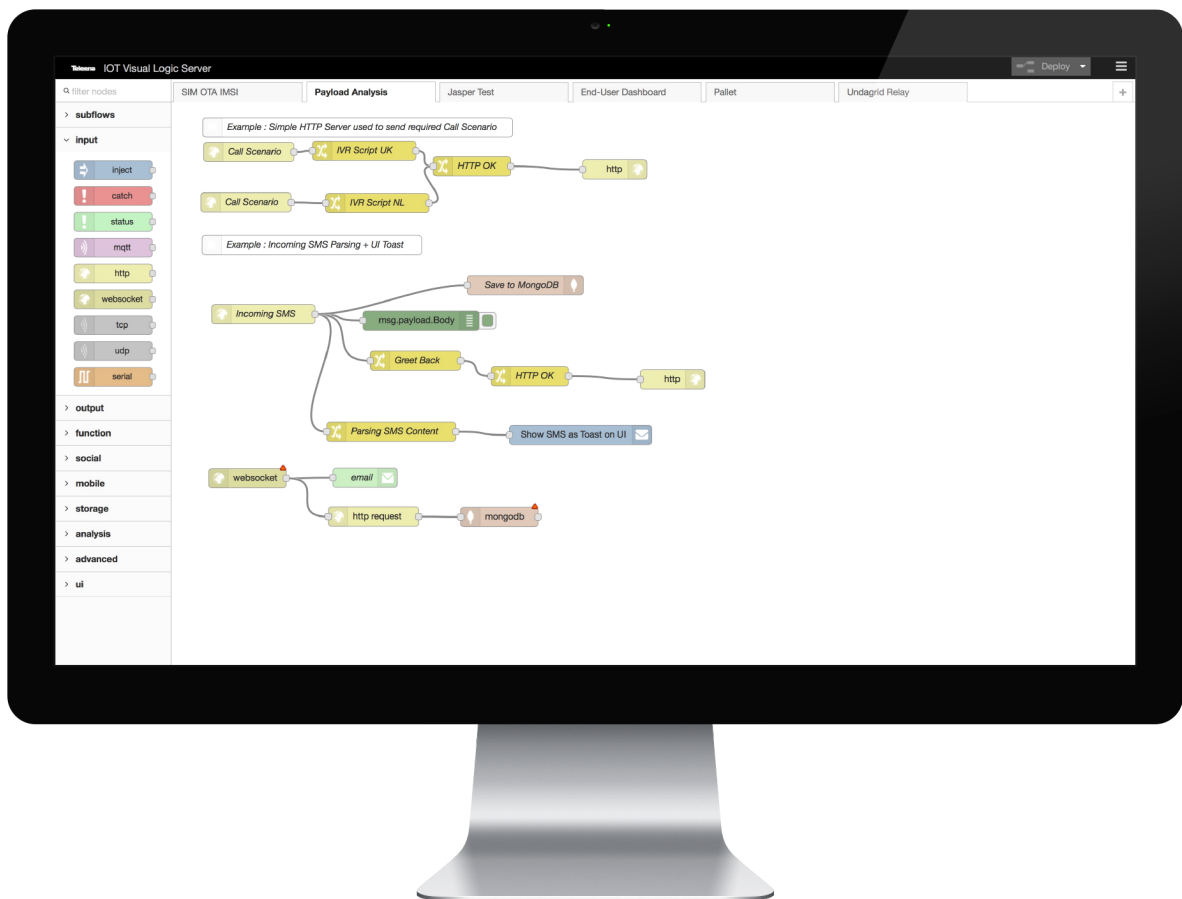 Teleena IOT Visual Logic Server
Deploy
filter nodes
SIM OTA IMSI
Payload Analysis
Jasper Test
End-User Dashboard
Pallet
Undagrid Relay
+
subflows
input
inject
catch
status
mqtt
http
websocket
tcp
udp
serial
output
function
social
mobile
storage
analysis
advanced
ui
Example : Simple HTTP Server used to send required Call Scenario
Call Scenario
IVR Script UK
HTTP OK
http
Call Scenario
IVR Script NL
Example : Incoming SMS Parsing + UI Toast
Save to MongoDB
Incoming SMS
msg.payload.Body
Greet Back
HTTP OK
http
Parsing SMS Content
Show SMS as Toast on UI
websocket
email
http request
mongodb